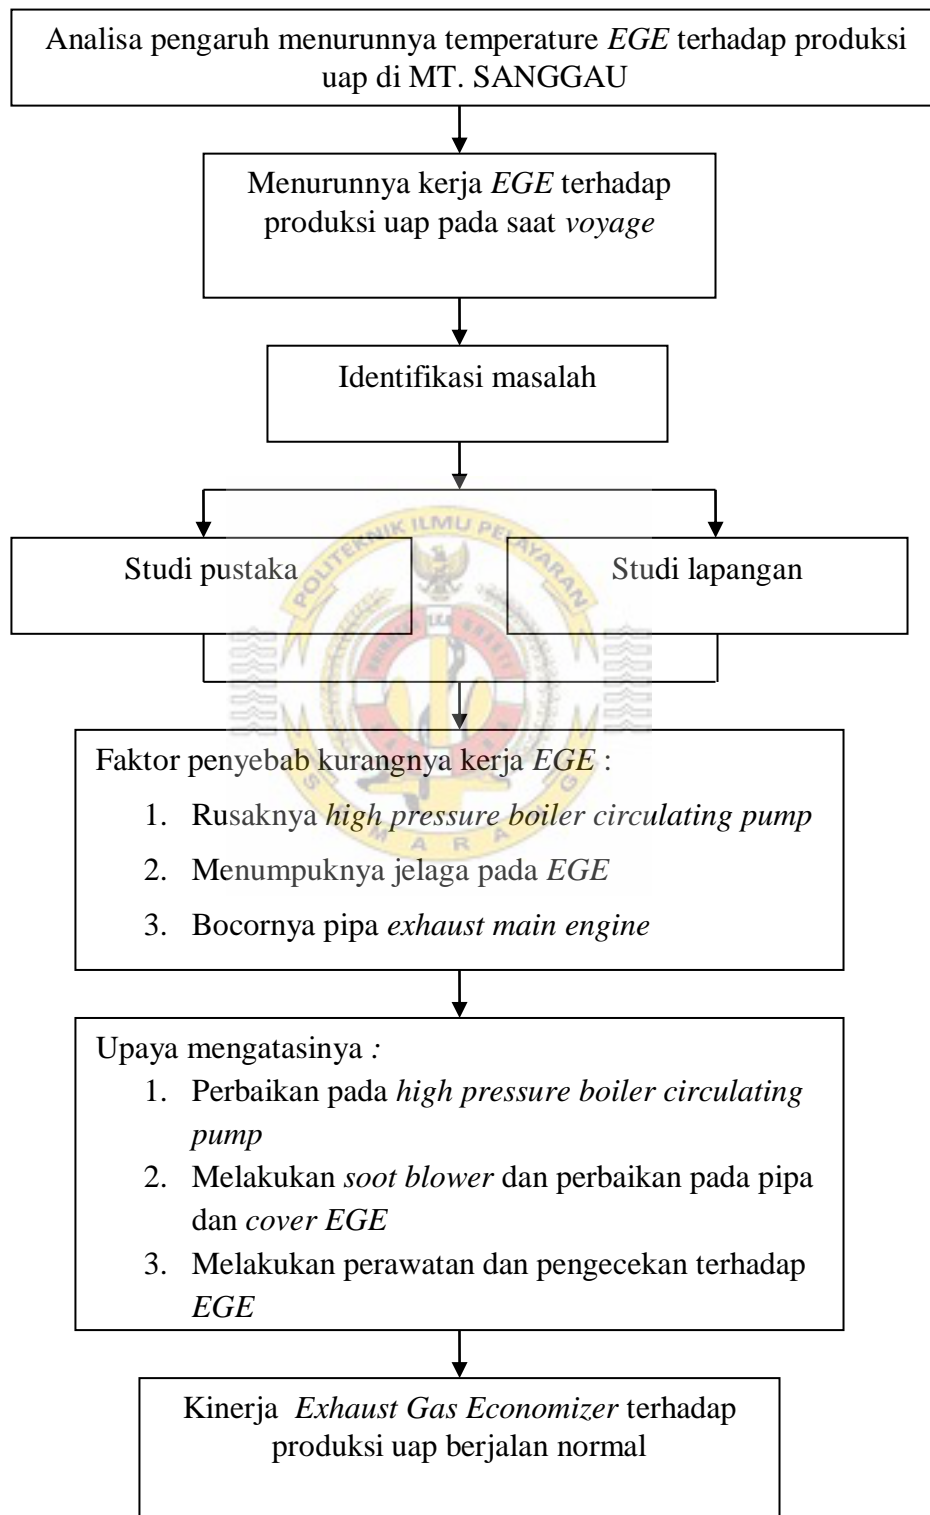 Analisa pengaruh menurunnya temperature EGE terhadap produksi
uap di MT. SANGGAU
Menurunnya kerja EGE terhadap
produksi uap pada saat voyage
Identifikasi masalah
POLITEKNIK ILMU PELAYARAN
Studi pustaka
Studi lapangan
SEMARANG
Faktor penyebab kurangnya kerja EGE :
1. Rusaknya high pressure boiler circulating pump
2. Menumpuknya jelaga pada EGE
3. Bocornya pipa exhaust main engine
Upaya mengatasinya :
1. Perbaikan pada high pressure boiler circulating
pump
2. Melakukan soot blower dan perbaikan pada pipa
dan cover EGE
3. Melakukan perawatan dan pengecekan terhadap
EGE
Kinerja Exhaust Gas Economizer terhadap
produksi uap berjalan normal